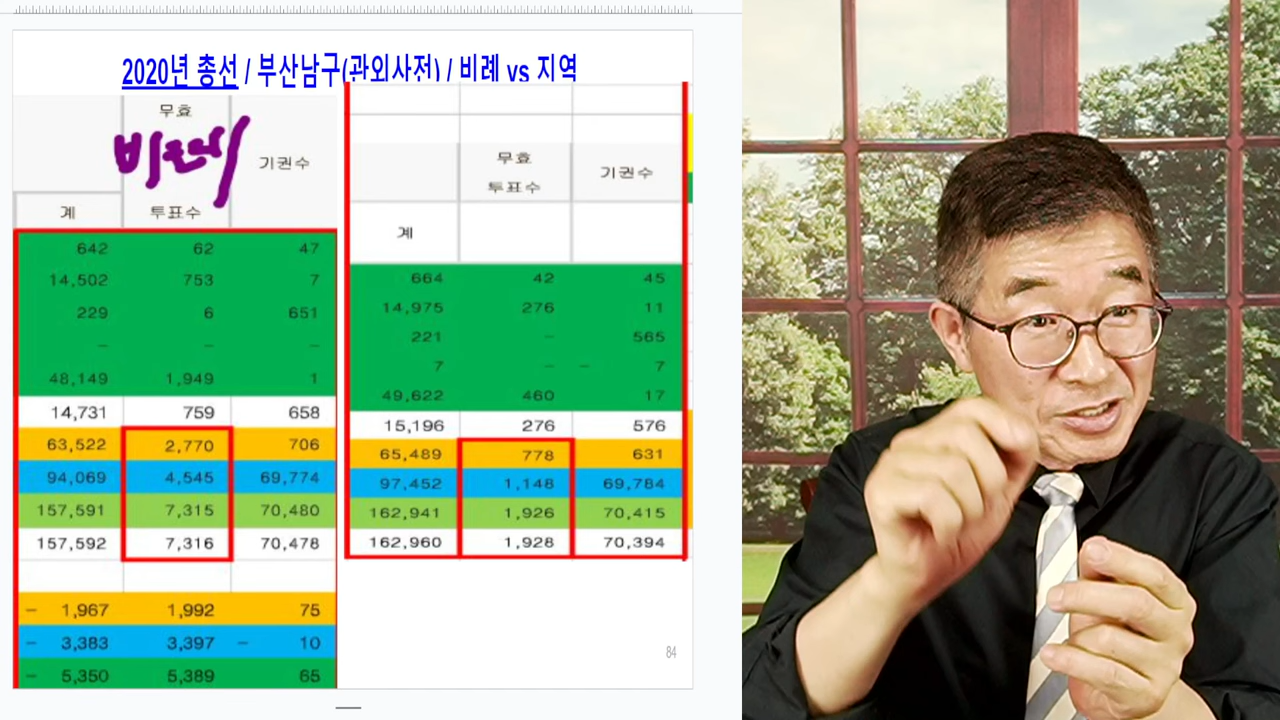 2020년 총선 / 부산남구(관외사전) / 비례 vs 지역
무효
비례
기권수
계 투표수
642 62 47
14,502 753 7
229 6 651
– – –
48,149 1,949 1
14,731 759 658
63,522 2,770 706
94,069 4,545 69,774
157,591 7,315 70,480
157,592 7,316 70,478
– 1,967 1,992 75
– 3,383 3,397 – 10
– 5,350 5,389 65
무효
투표수
기권수
계
664 42 45
14,975 276 11
221 – 565
7 – – 7
49,622 460 17
15,196 276 576
65,489 778 631
97,452 1,148 69,784
162,941 1,926 70,415
162,960 1,928 70,394
84